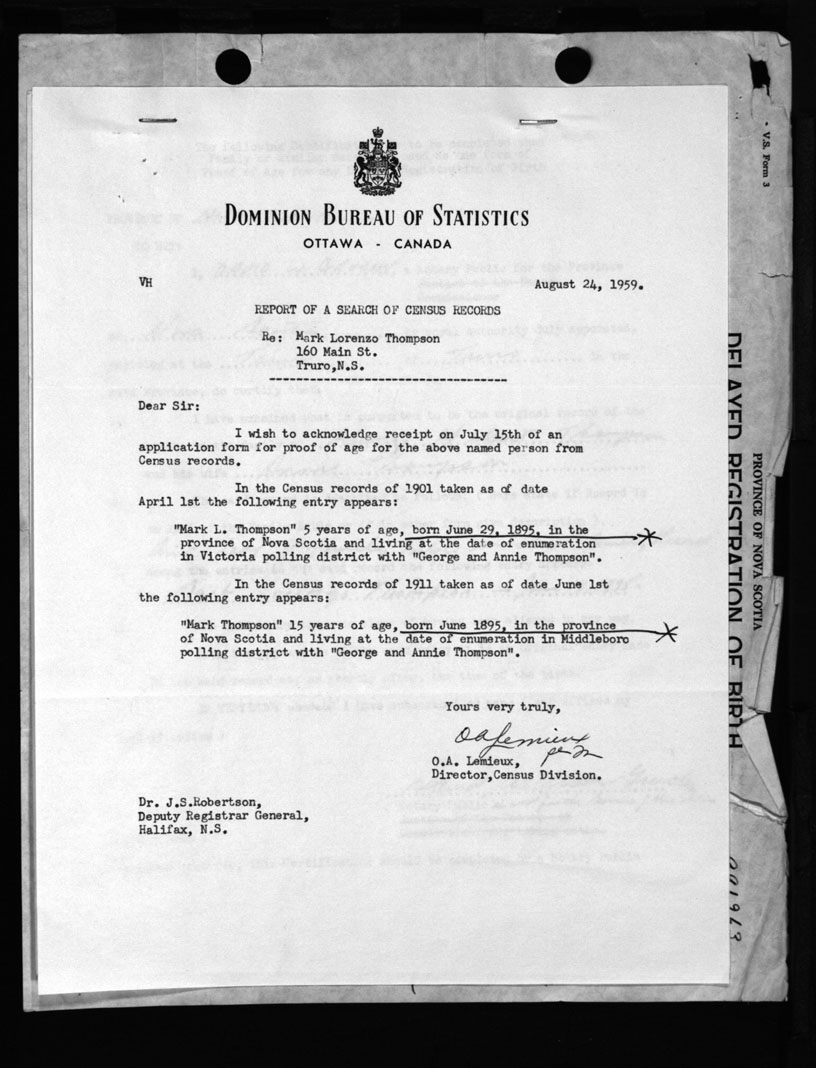 DOMINION BUREAU OF STATISTICS
OTTAWA - CANADA
VH
August 24, 1959.
REPORT OF A SEARCH OF CENSUS RECORDS
Re: Mark Lorenzo Thompson
160 Main St.
Truro,N.S.
Dear Sir:
I wish to acknowledge receipt on July 15th of an
application form for proof of age for the above named person from
Census records.
In the Census records of 1901 taken as of date
April 1st the following entry appears:
"Mark L. Thompson" 5 years of age, born June 29, 1895, in the
province of Nova Scotia and living at the date of enumeration
in Victoria polling district with "George and Annie Thompson".
In the Census records of 1911 taken as of date June 1st
the following entry appears:
"Mark Thompson" 15 years of age, born June 1895, in the province
of Nova Scotia and living at the date of enumeration in Middleboro
polling district with "George and Annie Thompson".
Yours very truly,
O A Lemieux
O.A. Lemieux,
Director,Census Division.
Dr. J.S.Robertson,
Deputy Registrar General,
Halifax, N.S.
V.S. Form 3
PROVINCE OF NOVA SCOTIA
DELAYED REGISTRATION OF BIRTH